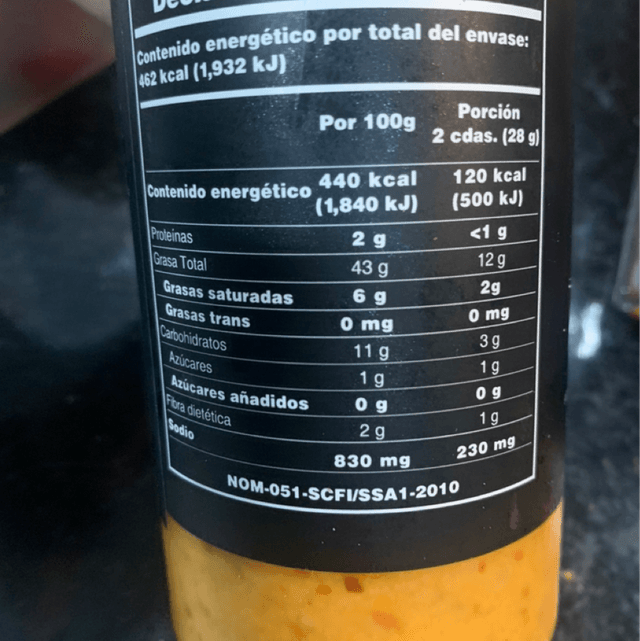 Contenido energético por total del envase:
462 kcal (1,932 kJ)
Por 100g Porción
2 cdas. (28 g)
Contenido energético 440 kcal 120 kcal
(1,840 kJ) (500 kJ)
Proteinas 2 g <1 g
Grasa Total 43 g 12 g
Grasas saturadas 6 g 2g
Grasas trans 0 mg 0 mg
Carbohidratos 11 g 3 g
Azúcares 1 g 1 g
Azúcares añadidos 0 g 0 g
Fibra dietética 2 g 1 g
Sodio 830 mg 230 mg
NOM-051-SCFI/SSA1-2010